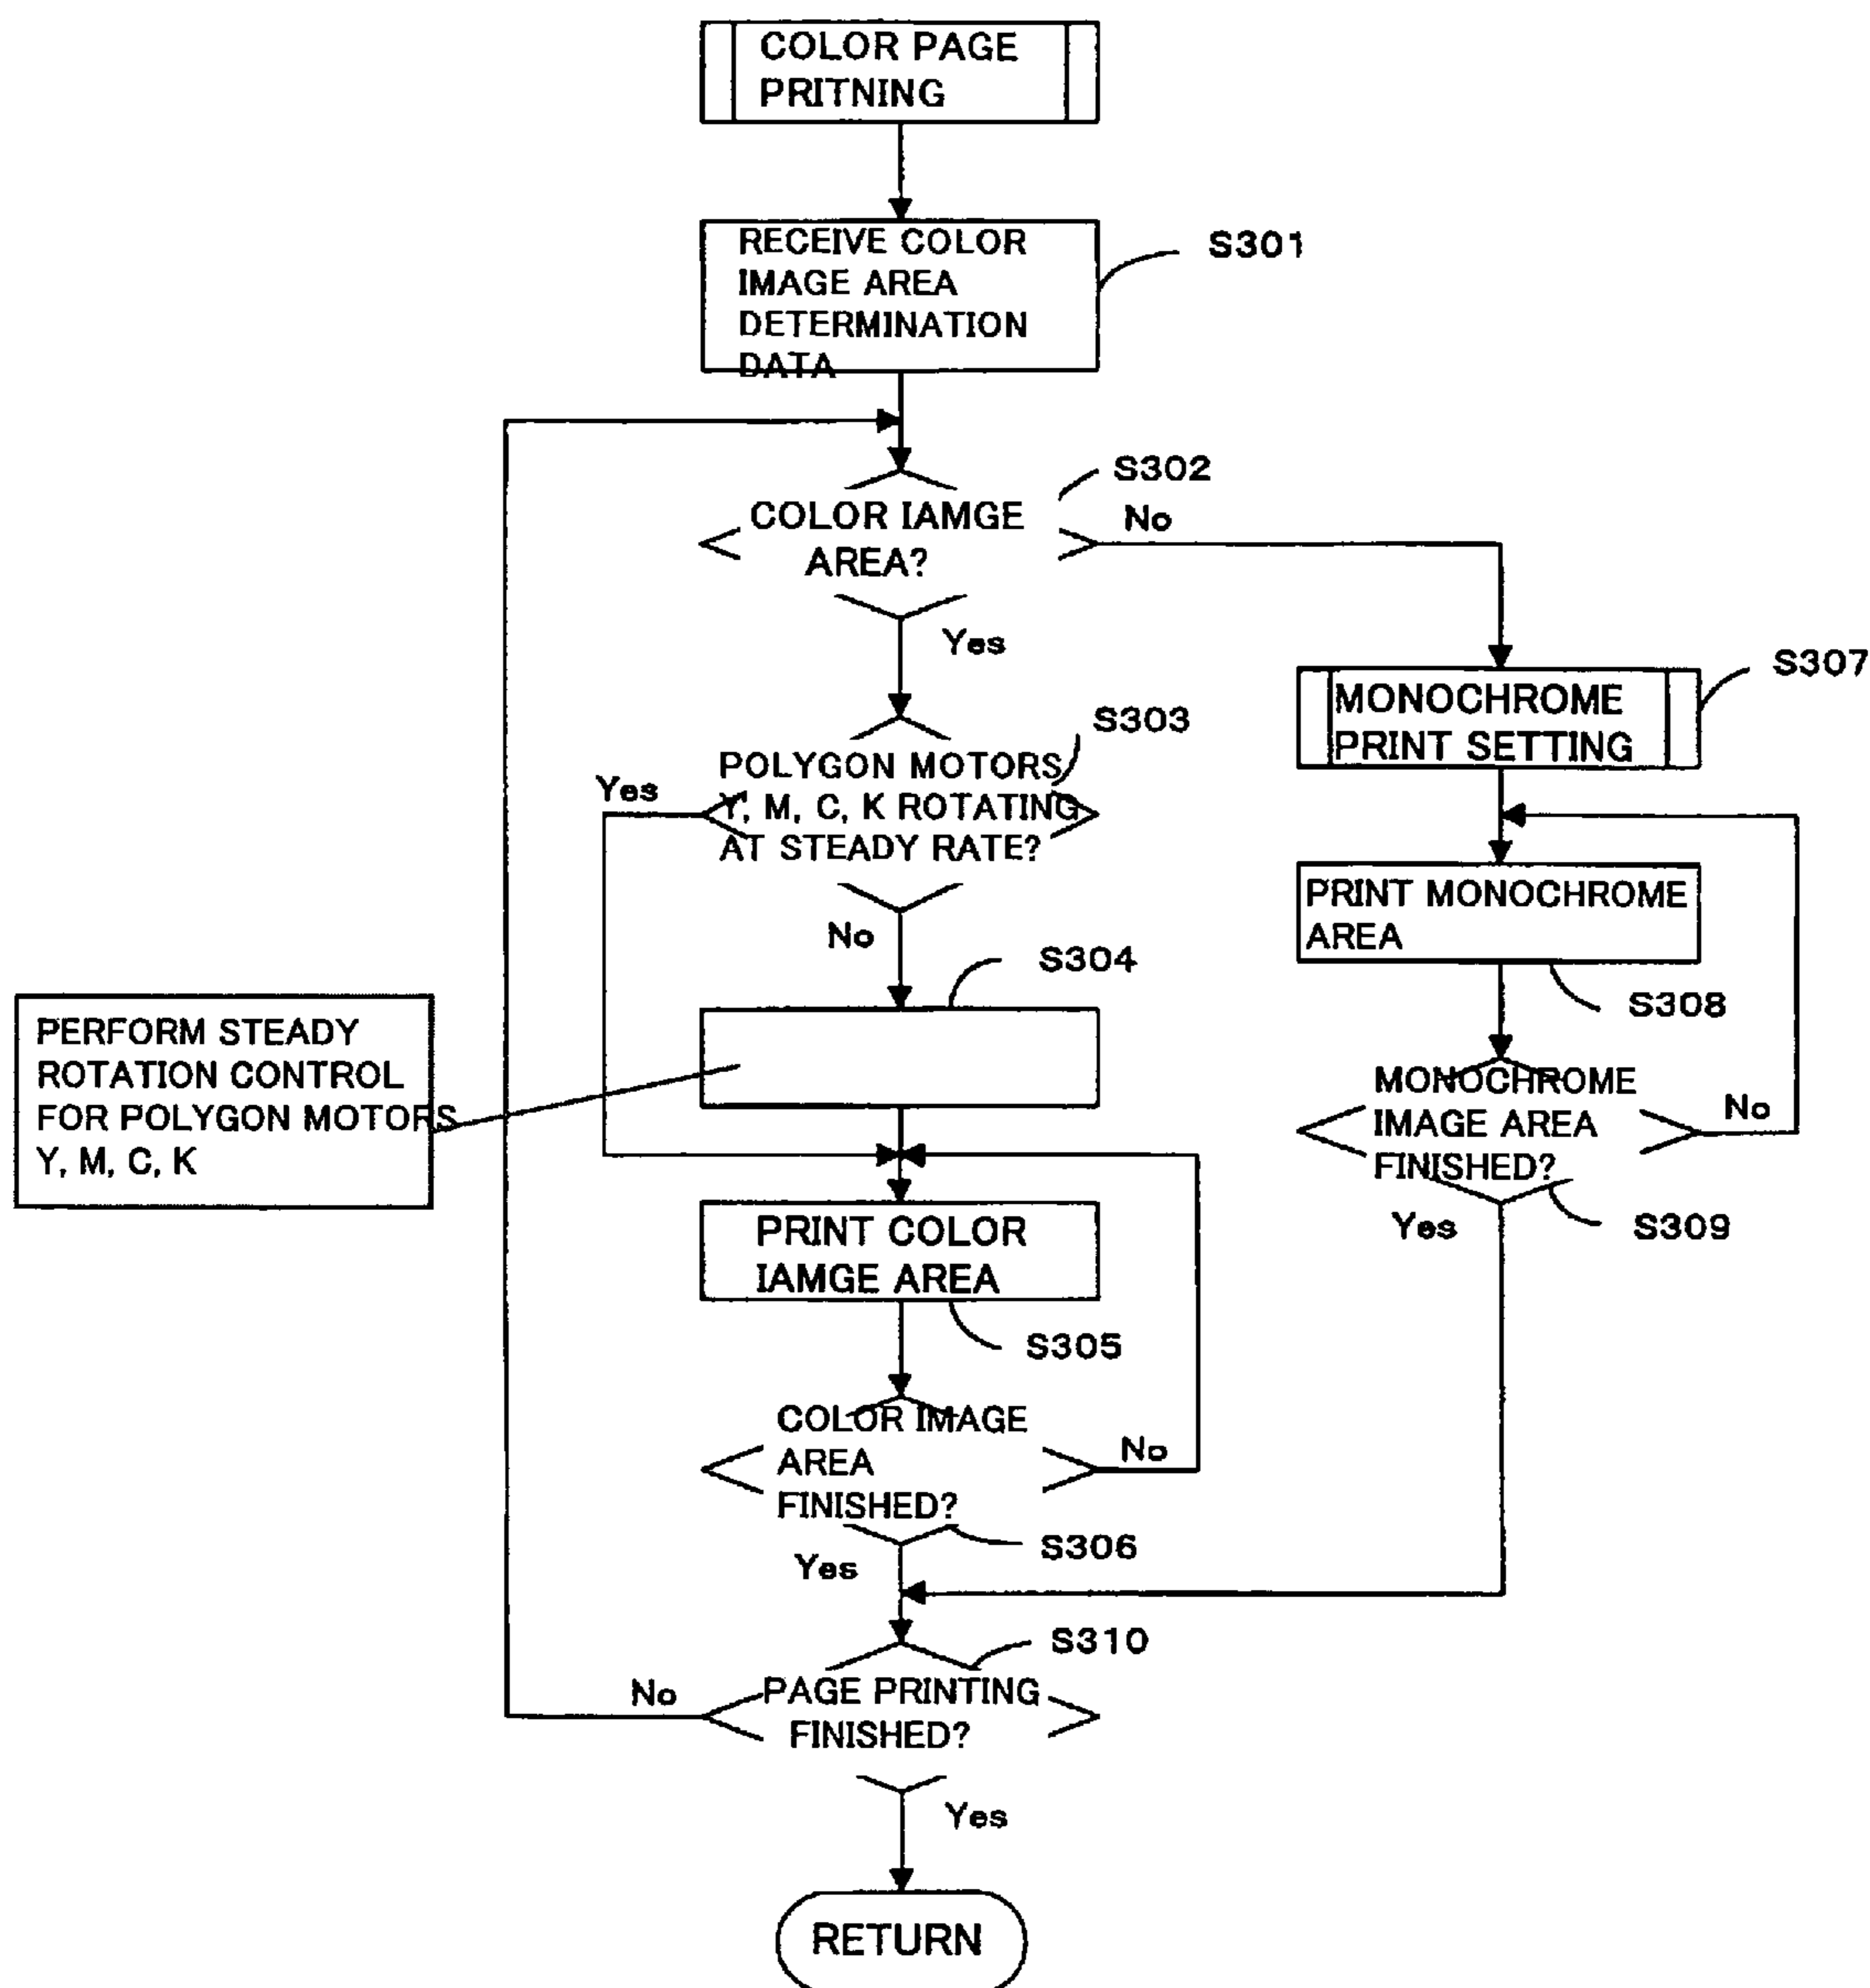 COLOR PAGE
PRITNING
RECEIVE COLOR
IMAGE AREA
DETERMINATION
DATA
S301
S302
COLOR IAMGE
AREA?
No
Yes
S303
POLYGON MOTORS
Y, M, C, K ROTATING
AT STEADY RATE?
Yes
No
S304
PERFORM STEADY
ROTATION CONTROL
FOR POLYGON MOTORS
Y, M, C, K
PRINT COLOR
IAMGE AREA
S305
COLOR IMAGE
AREA
FINISHED?
No
S306
Yes
S307
MONOCHROME
PRINT SETTING
PRINT MONOCHROME
AREA
S308
MONOCHROME
IMAGE AREA
FINISHED?
No
Yes
S309
S310
PAGE PRINTING
FINISHED?
No
Yes
RETURN